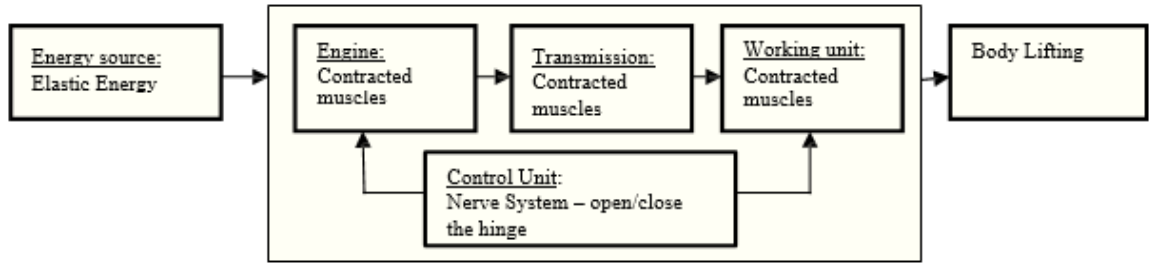 Energy source:
Elastic Energy
Engine:
Contracted
muscles
Transmission:
Contracted
muscles
Working unit:
Contracted
muscles
Body Lifting
Control Unit:
Nerve System – open/close
the hinge